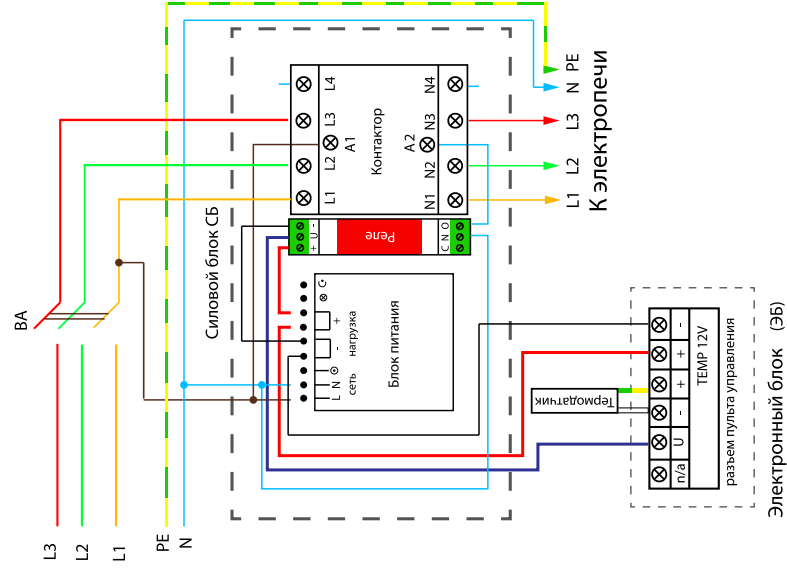 PE
N
L3
L2
L1
К электропечи
L4
L3
L2
L1
A1
Контактор
A2
N4
N3
N2
N1
- U +
Реле
C N O
Силовой блок СБ
ВА
+
-
нагрузка
сеть
L N
Блок питания
Термодатчик
-
+
+
-
U
n/a
TEMP 12V
разъем пульта управления
Электронный блок (ЭБ)
L3
L2
L1
PE
N